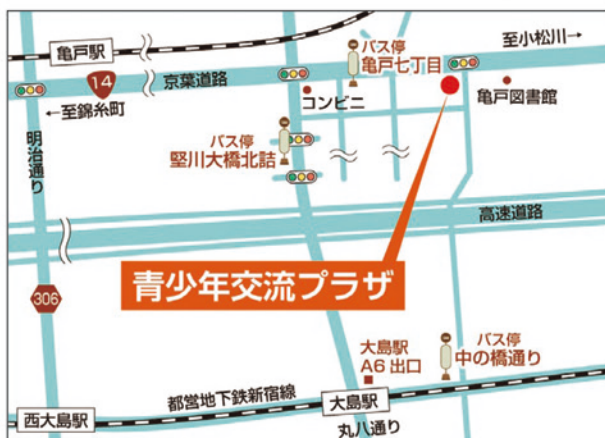 亀戸駅
バス停
亀戸七丁目
至小松川→
14
京葉道路
←至錦糸町
コンビニ
亀戸図書館
明治通り
バス停
竪川大橋北詰
高速道路
青少年交流プラザ
306
大島駅
A6出口
バス停
中の橋通り
都営地下鉄新宿線
西大島駅
大島駅
丸八通り